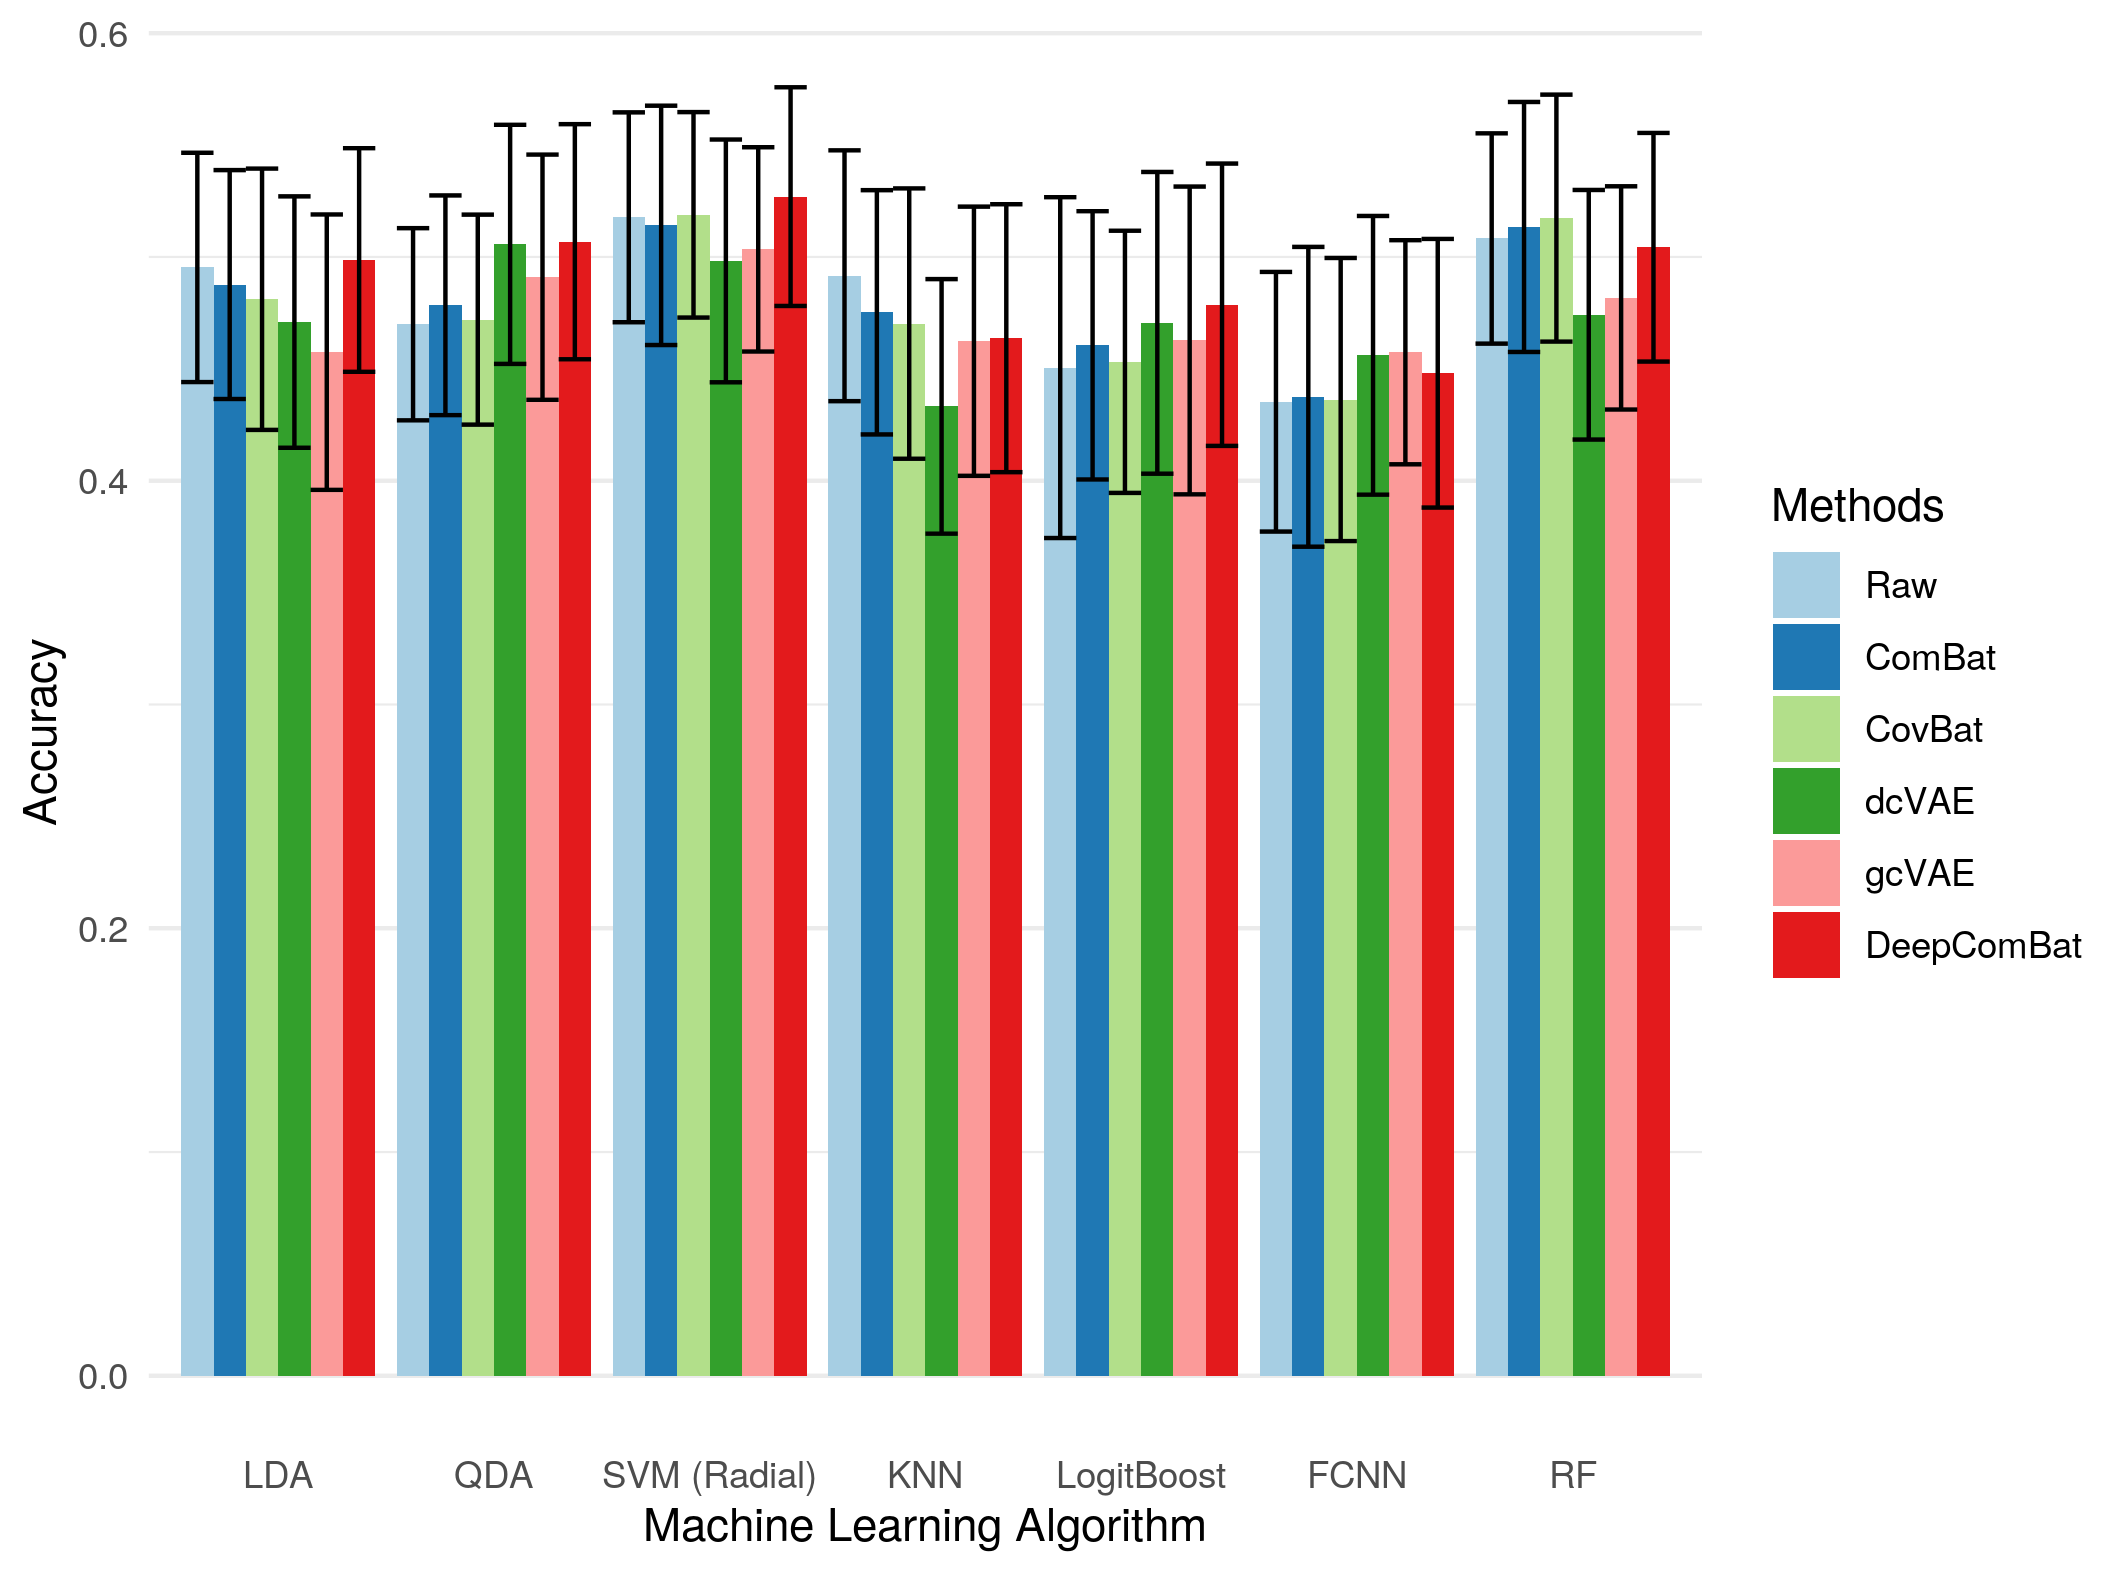 0.6
0.4
0.2
0.0
Accuracy
LDA QDA SVM (Radial) KNN LogitBoost FCNN RF
Machine Learning Algorithm
Methods
Raw
ComBat
CovBat
dcVAE
gcVAE
DeepComBat